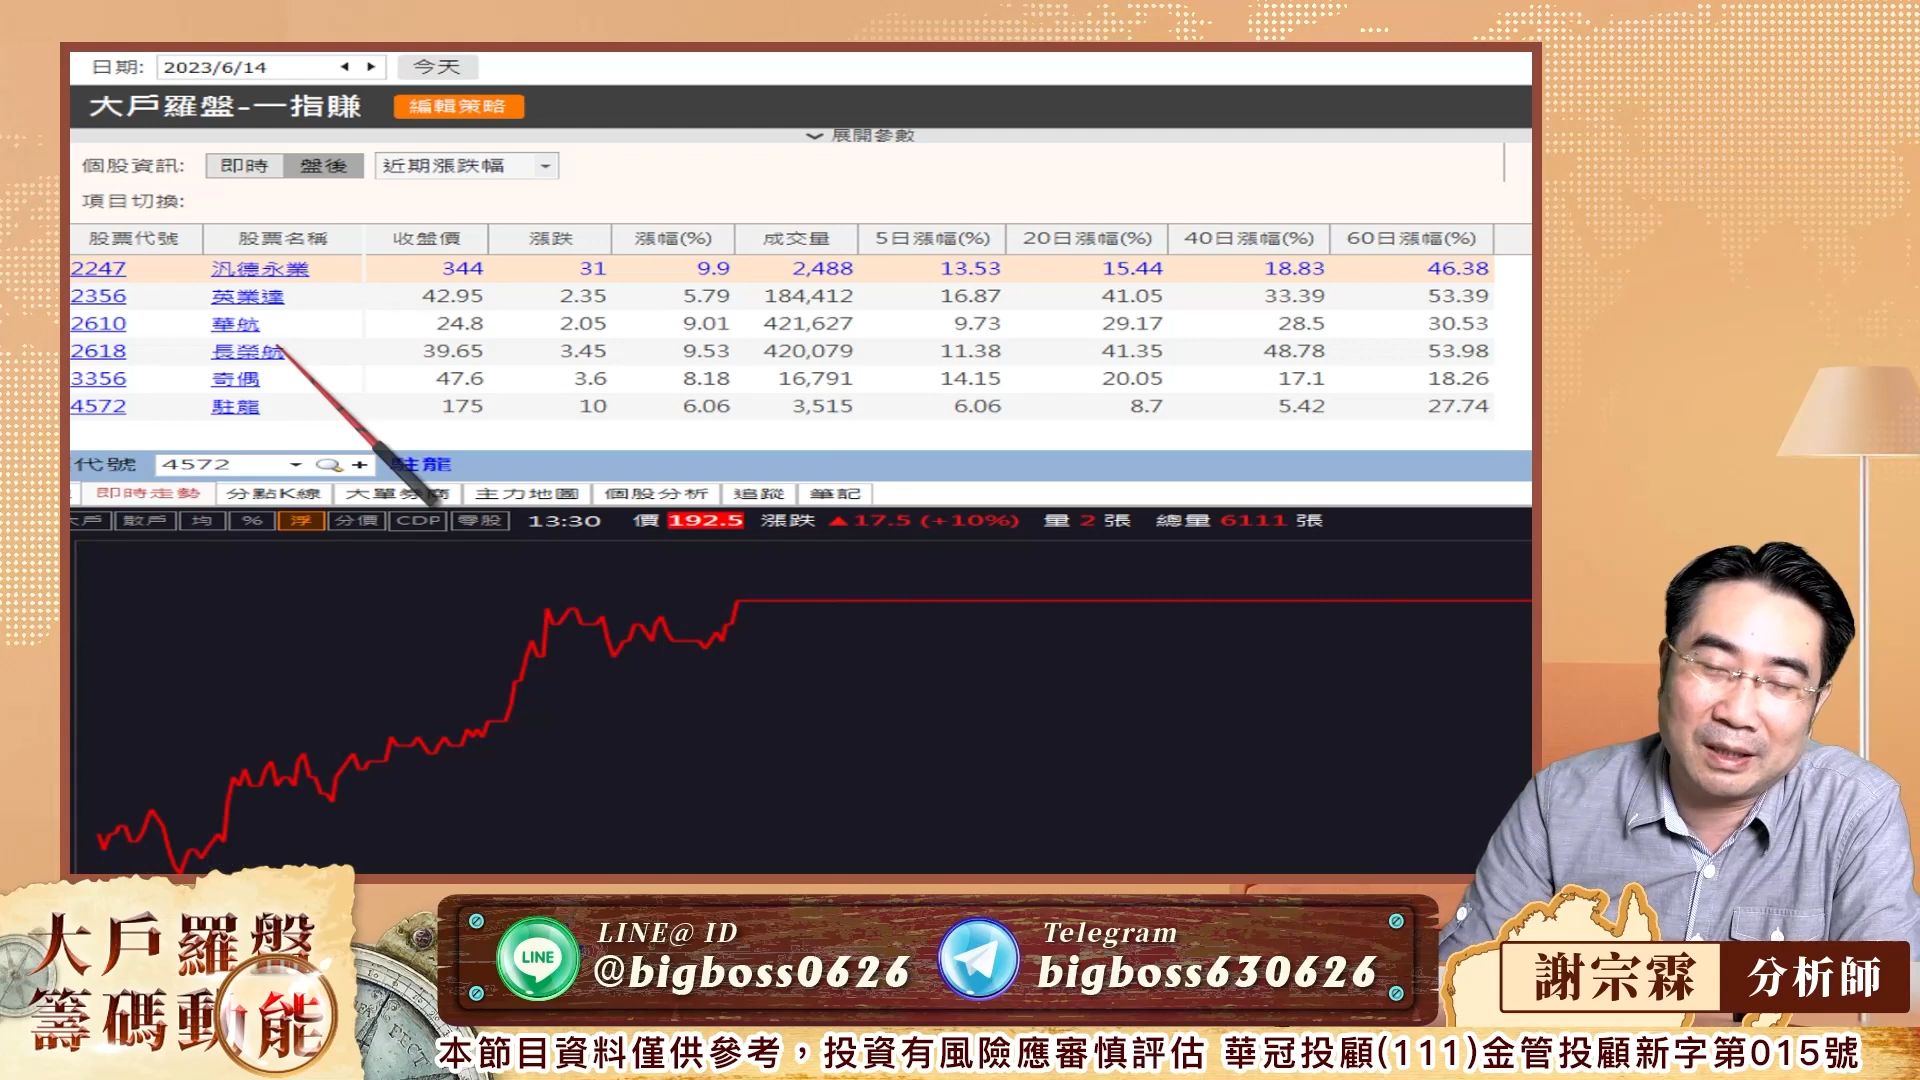 日期: 2023/6/14 今天
大戶羅盤-一指賺 編輯策略
展開參數
個股資訊: 即時 盤後 近期漲跌幅
項目切換:
股票代號 股票名稱 收盤價 漲跌 漲幅(%) 成交量 5日漲幅(%) 20日漲幅(%) 40日漲幅(%) 60日漲幅(%)
2247 汎德永業 344 31 9.9 2,488 13.53 15.44 18.83 46.38
2356 英業達 42.95 2.35 5.79 184,412 16.87 41.05 33.39 53.39
2610 華航 24.8 2.05 9.01 421,627 9.73 29.17 28.5 30.53
2618 長榮航 39.65 3.45 9.53 420,079 11.38 41.35 48.78 53.98
3356 奇偶 47.6 3.6 8.18 16,791 14.15 20.05 17.1 18.26
4572 駐龍 175 10 6.06 3,515 6.06 8.7 5.42 27.74
代號 4572 駐龍
即時走勢 分點K線 大單券商 主力地圖 個股分析 追蹤 筆記
大戶 散戶 均 % 浮 分價 CDP 零股 13:30 價 192.5 漲跌 ▲17.5 (+10%) 量 2 張 總量 6111 張
大戶羅盤
籌碼動能
LINE
LINE@ ID
@bigboss0626
Telegram
bigboss630626
謝宗霖 分析師
本節目資料僅供參考，投資有風險應審慎評估 華冠投顧(111)金管投顧新字第015號